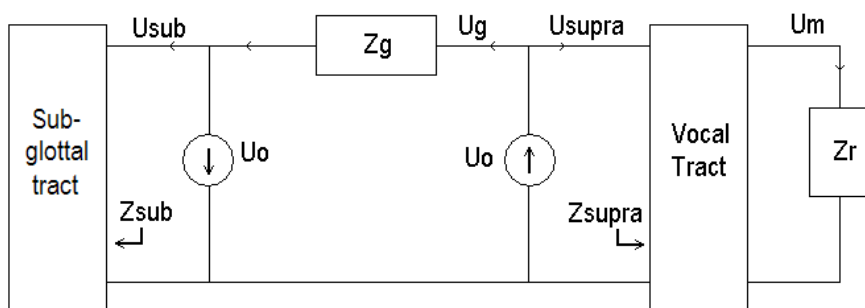 Usub
Ug
Usupra
Um
Zg
Sub-
glottal
tract
Uo
Uo
Vocal
Tract
Zr
Zsub
Zsupra